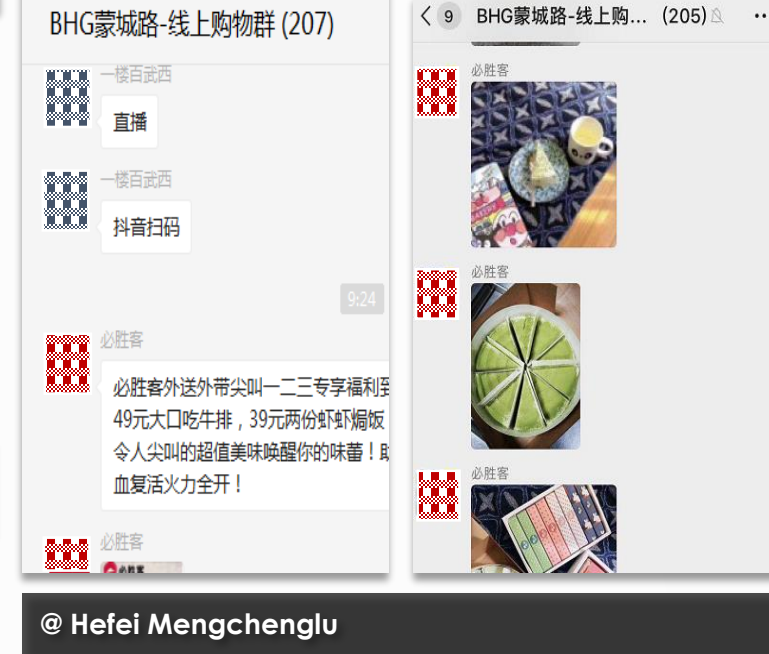 BHG蒙城路-线上购物群 (207)
一楼百武西
直播
一楼百武西
抖音扫码
9:24
必胜客
必胜客外送外带尖叫一二三专享福利至
49元大口吃牛排，39元两份虾虾焗饭
令人尖叫的超值美味唤醒你的味蕾！助
血复活火力全开！
必胜客
必胜客
9
BHG蒙城路-线上购... (205)
必胜客
必胜客
必胜客
@ Hefei Mengchenglu